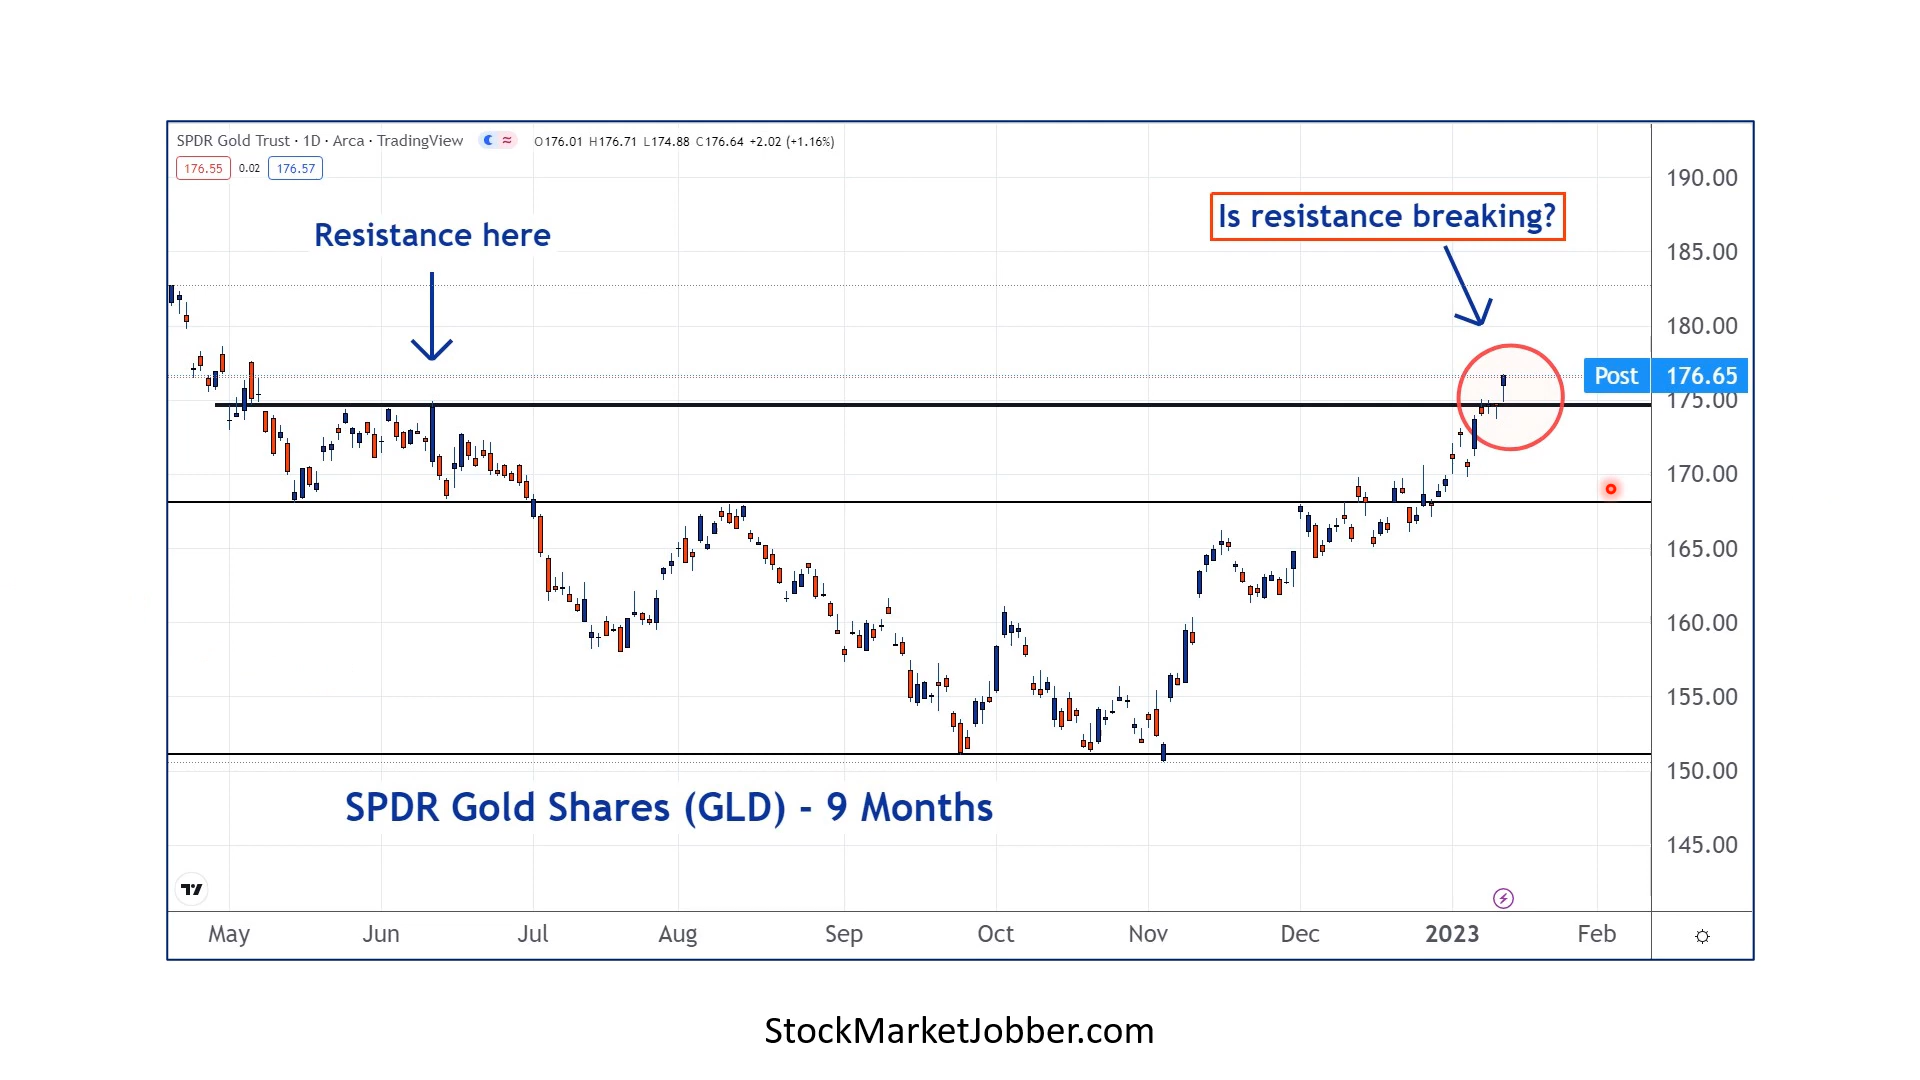 SPDR Gold Trust · 1D · Arca · TradingView O176.01 H176.71 L174.88 C176.64 +2.02 (+1.16%)
176.55 0.02 176.57
190.00
Is resistance breaking?
Resistance here
185.00
180.00
Post 176.65
175.00
170.00
165.00
160.00
155.00
150.00
SPDR Gold Shares (GLD) - 9 Months
145.00
May Jun Jul Aug Sep Oct Nov Dec 2023 Feb
StockMarketJobber.com